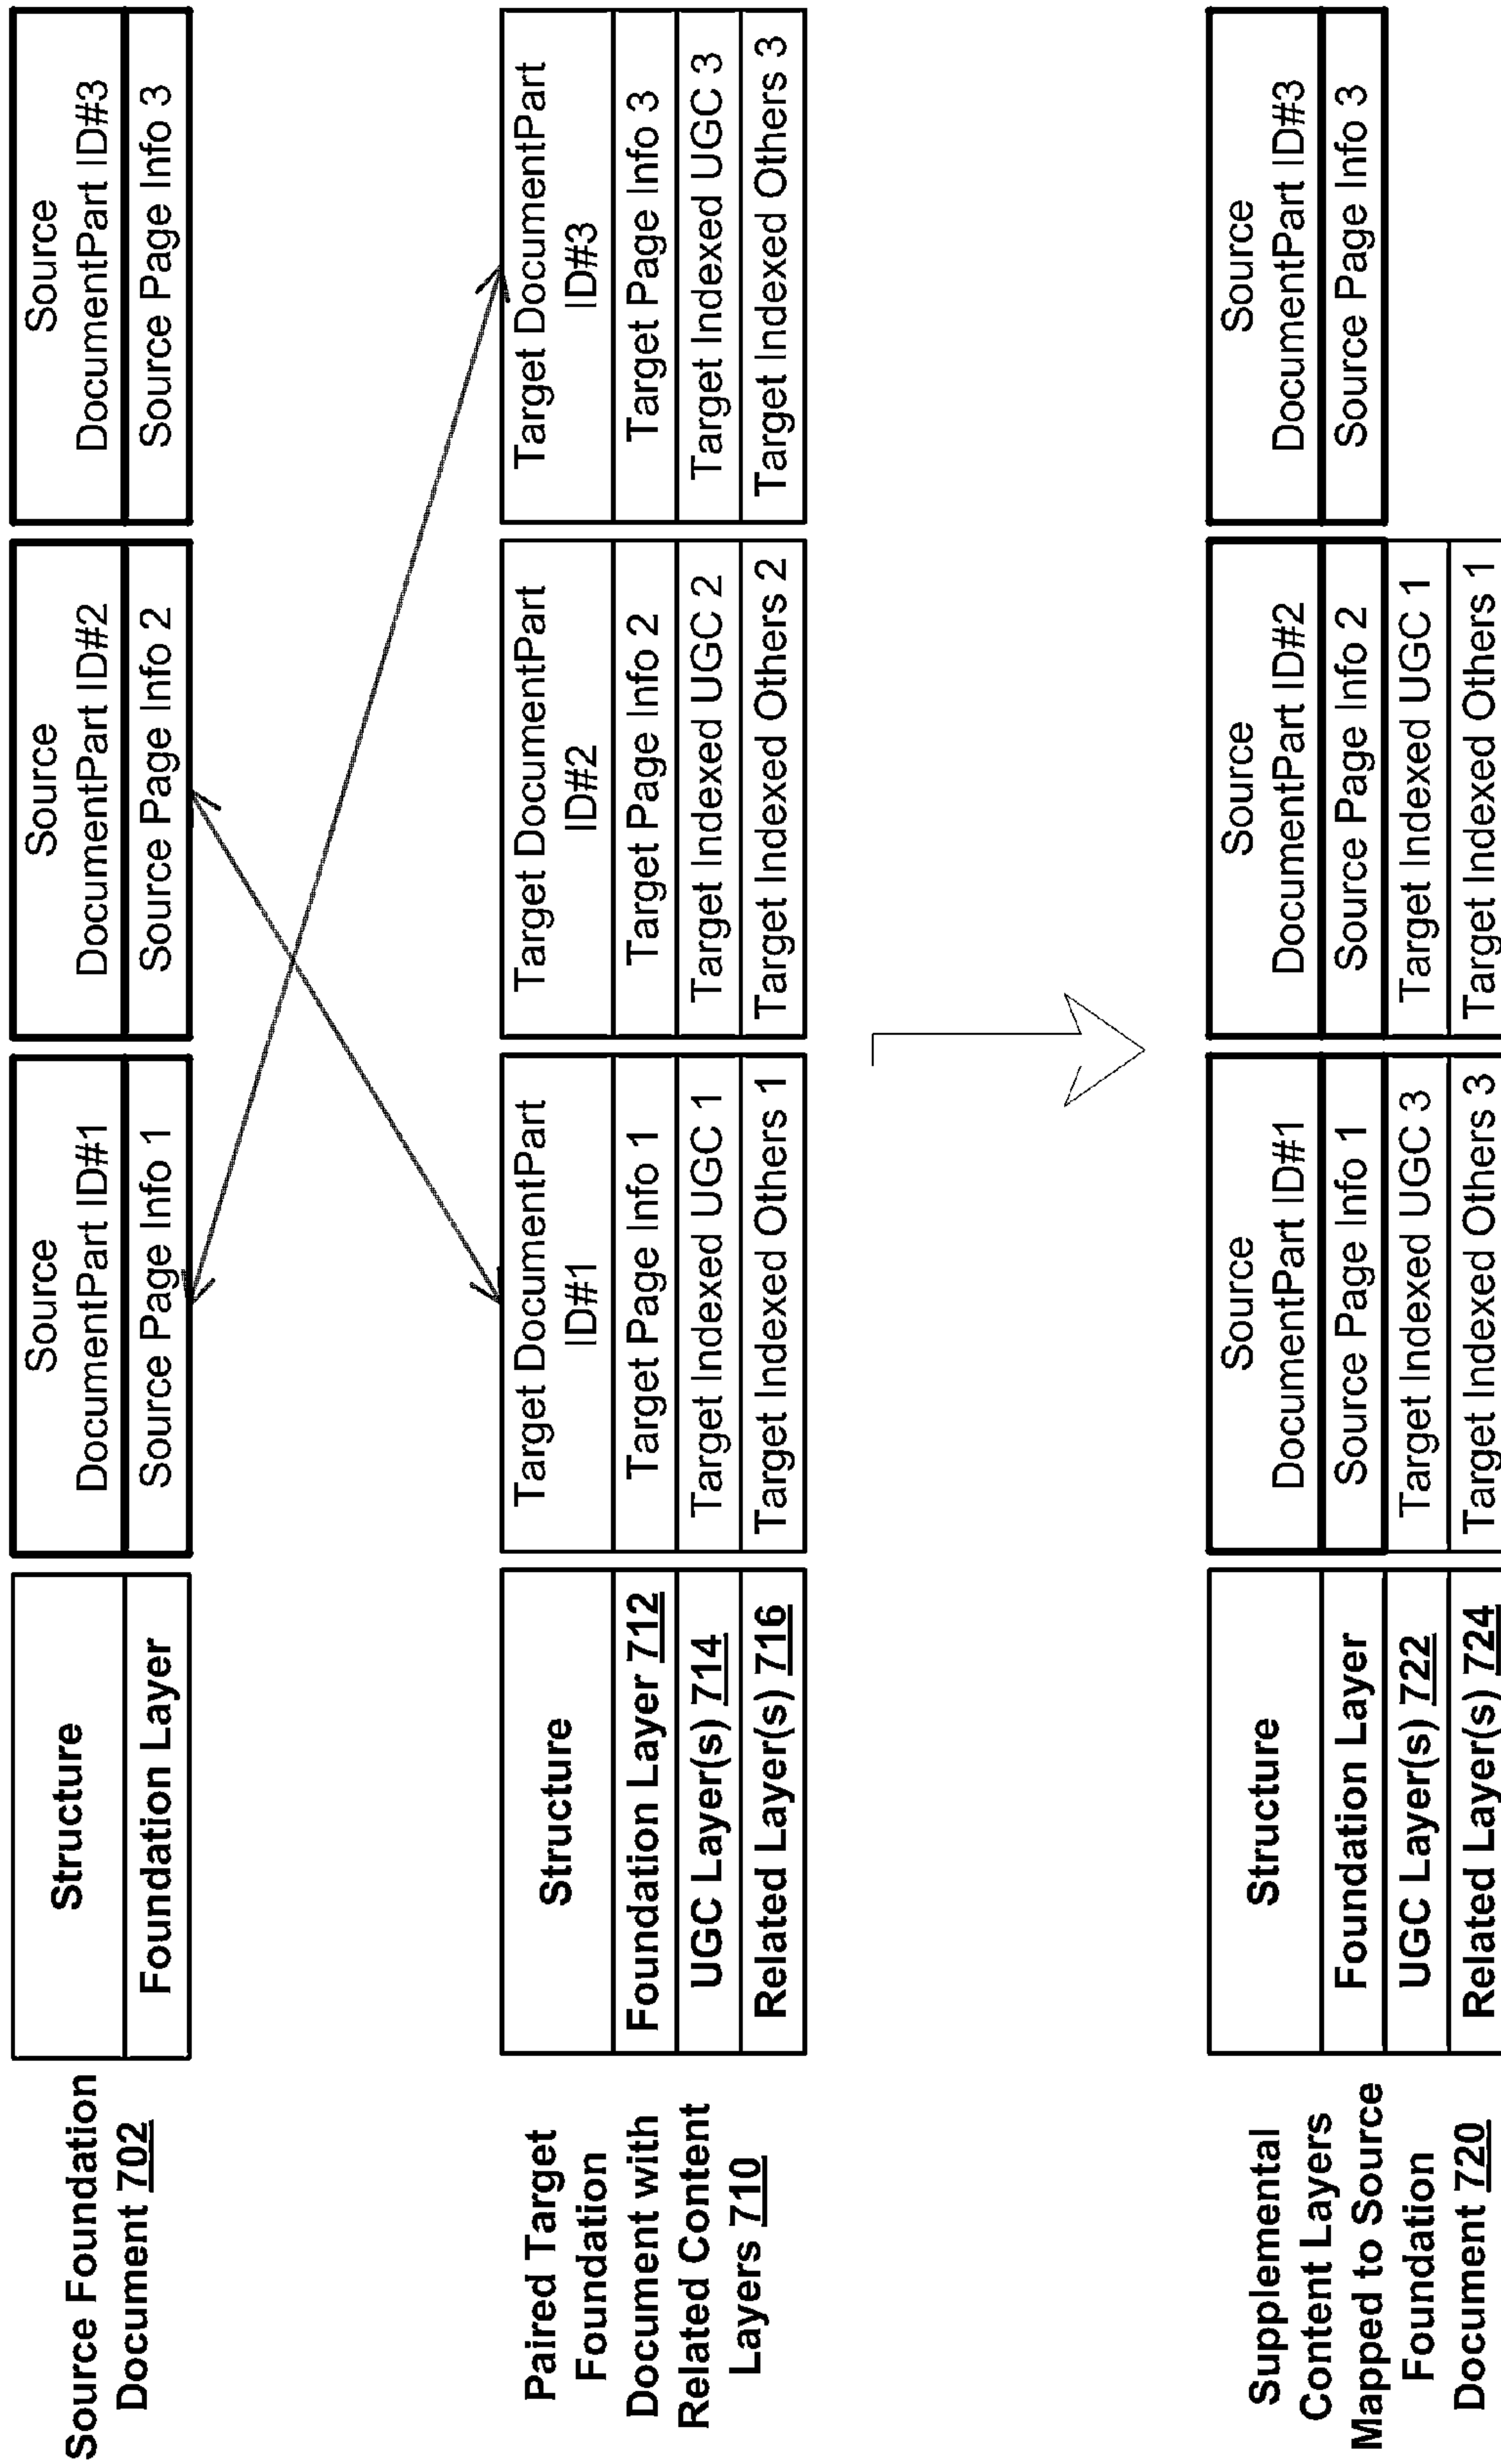 Source Foundation
Document 702
Structure
Foundation Layer
Source
DocumentPart ID#1
Source Page Info 1
Source
DocumentPart ID#2
Source Page Info 2
Source
DocumentPart ID#3
Source Page Info 3
Paired Target
Foundation
Document with
Related Content
Layers 710
Structure
Foundation Layer 712
UGC Layer(s) 714
Related Layer(s) 716
Target DocumentPart
ID#1
Target Page Info 1
Target Indexed UGC 1
Target Indexed Others 1
Target DocumentPart
ID#2
Target Page Info 2
Target Indexed UGC 2
Target Indexed Others 2
Target DocumentPart
ID#3
Target Page Info 3
Target Indexed UGC 3
Target Indexed Others 3
Supplemental
Content Layers
Mapped to Source
Foundation
Document 720
Structure
Foundation Layer
UGC Layer(s) 722
Related Layer(s) 724
Source
DocumentPart ID#1
Source Page Info 1
Target Indexed UGC 3
Target Indexed Others 3
Source
DocumentPart ID#2
Source Page Info 2
Target Indexed UGC 1
Target Indexed Others 1
Source
DocumentPart ID#3
Source Page Info 3